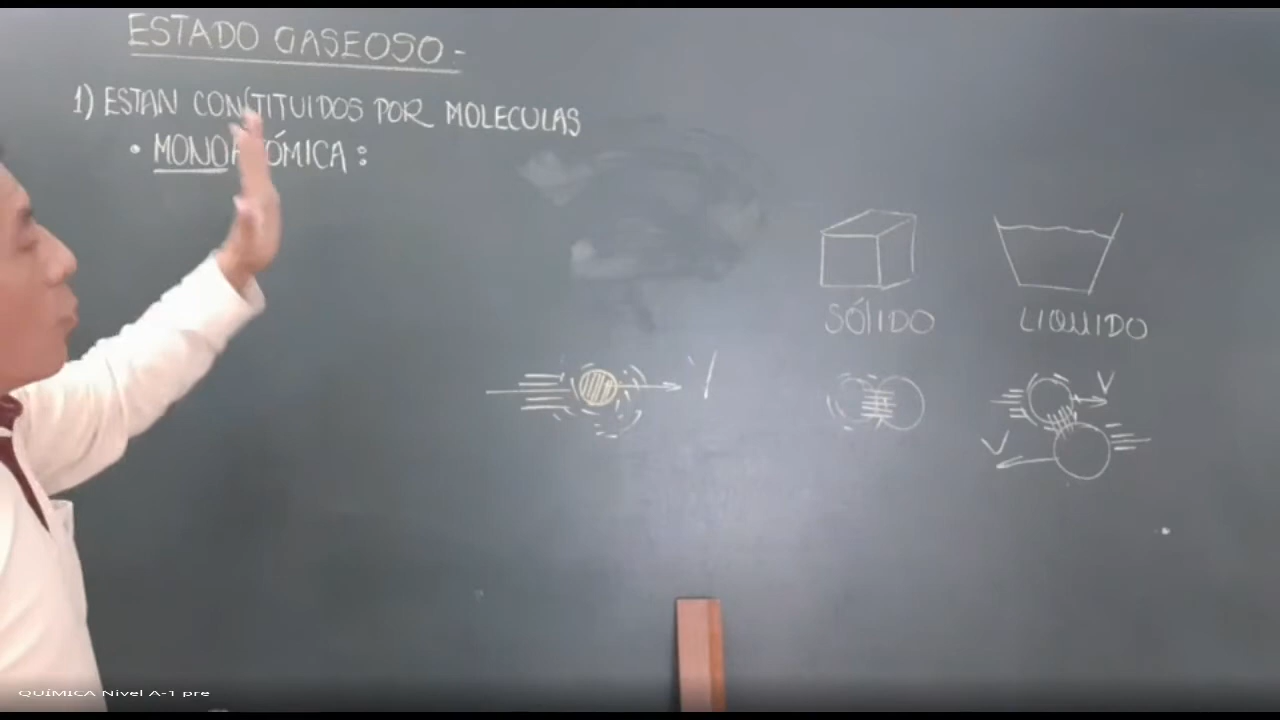 ESTADO GASEOSO.-
1) ESTAN CONSTITUIDOS POR MOLECULAS
• MONOATÓMICA:
SÓLIDO
LIQUIDO
V
V
V
QUÍMICA Nivel A-1 pre